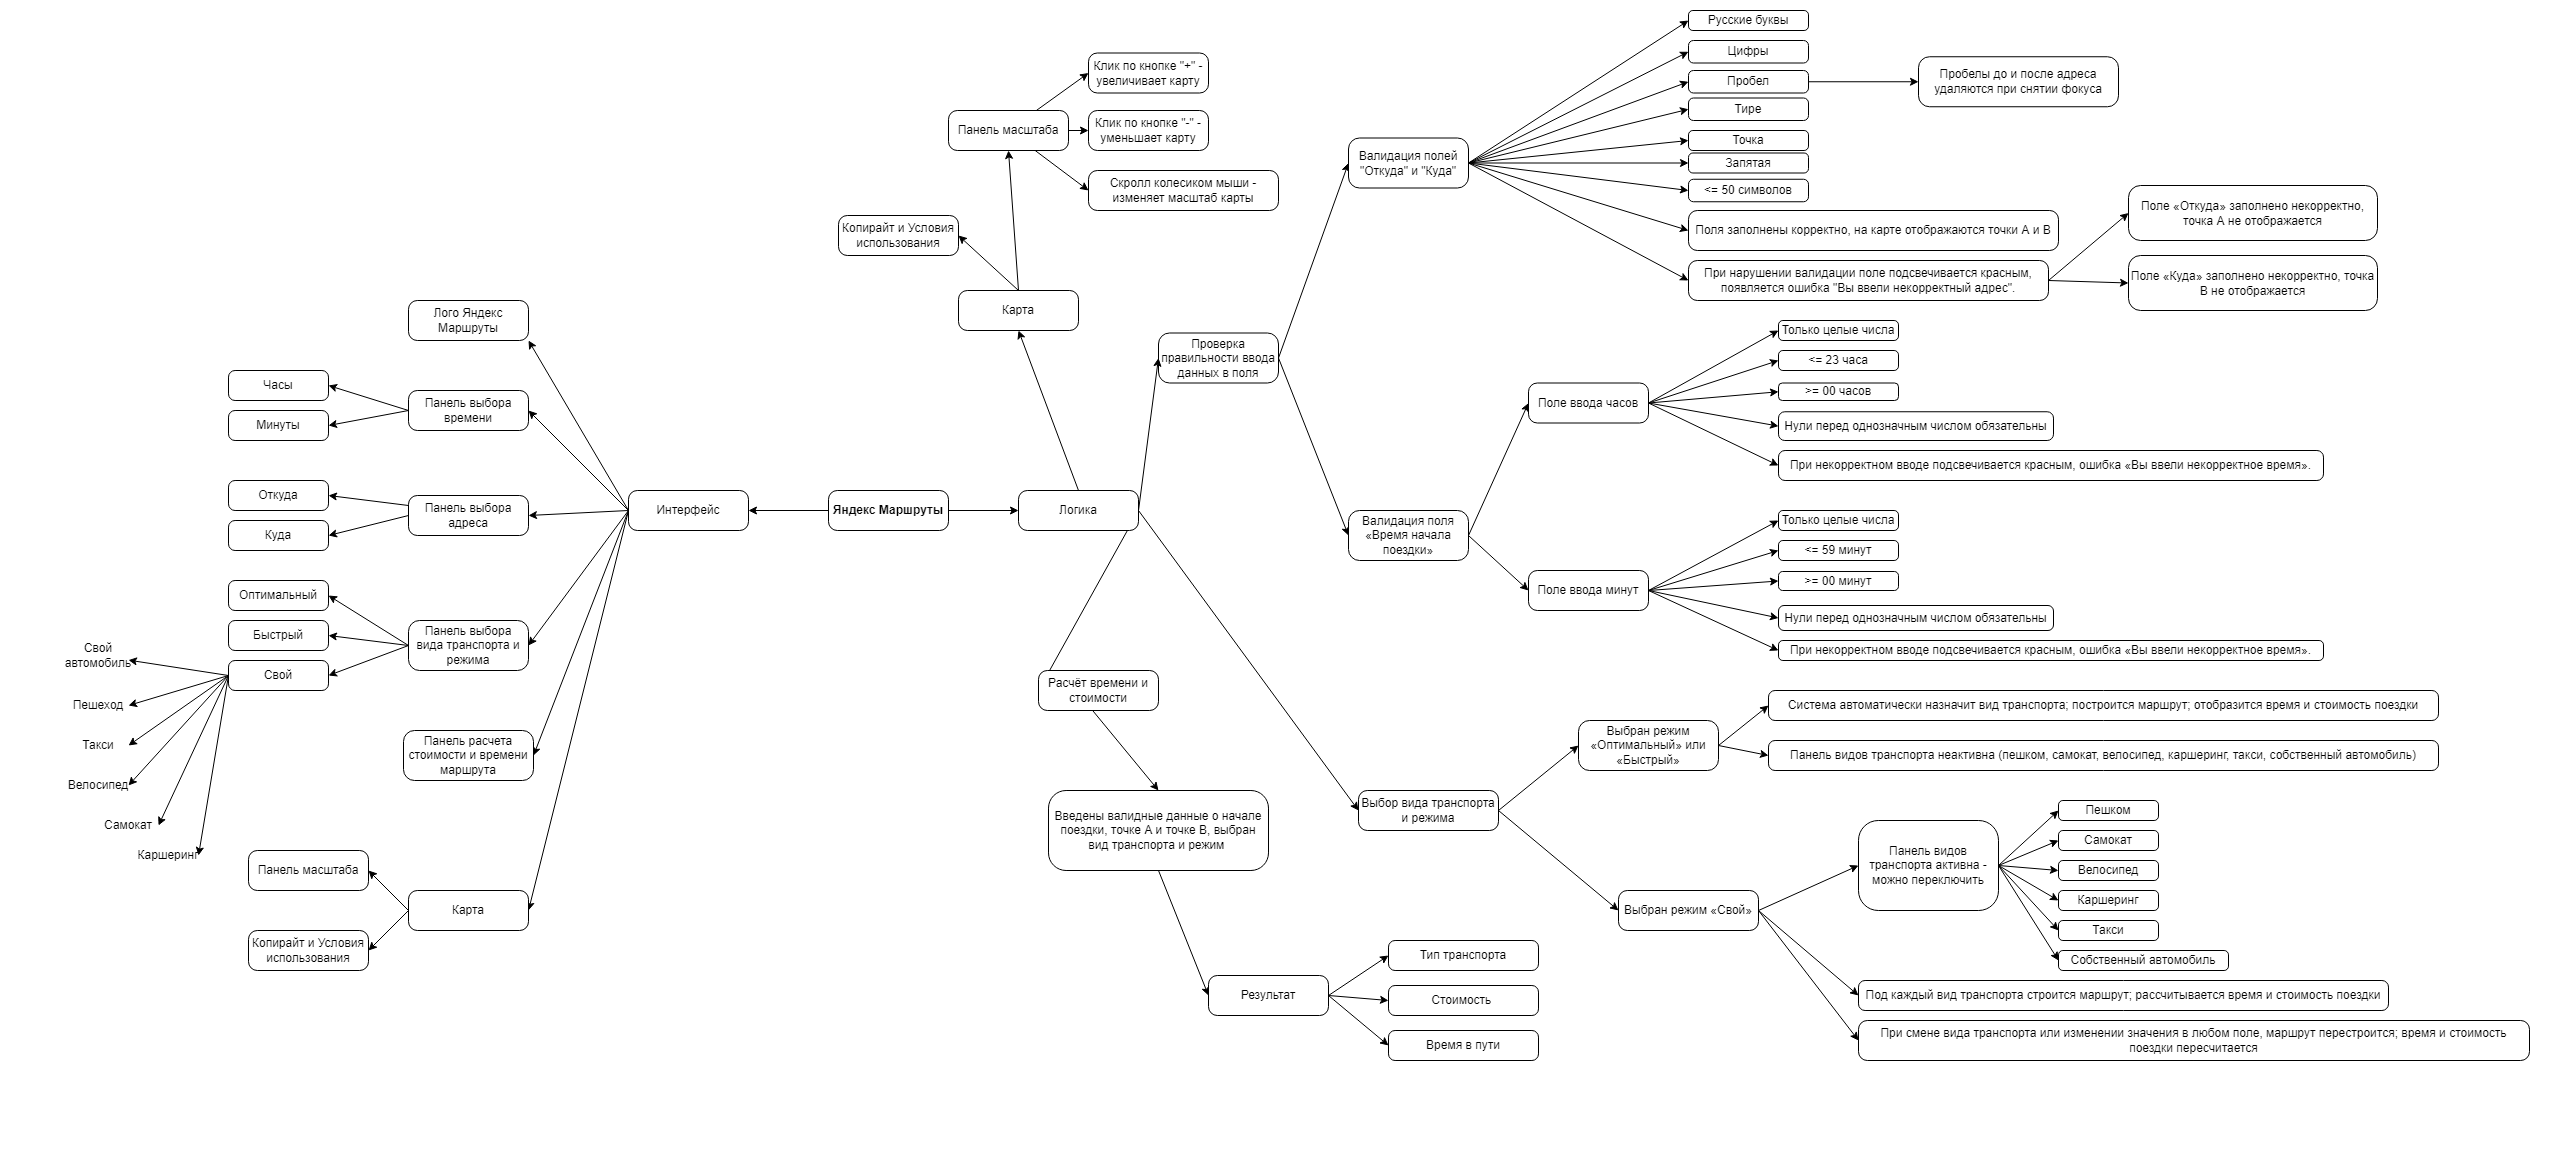 Русские буквы
Цифры
Пробел
Тире
Точка
Запятая
<= 50 символов
Пробелы до и после адреса
удаляются при снятии фокуса
Клик по кнопке "+" -
увеличивает карту
Панель масштаба
Клик по кнопке "-" -
уменьшает карту
Скролл колесиком мыши -
изменяет масштаб карты
Копирайт и Условия
использования
Карта
Валидация полей
"Откуда" и "Куда"
Поля заполнены корректно, на карте отображаются точки А и В
При нарушении валидации поле подсвечивается красным,
появляется ошибка "Вы ввели некорректный адрес".
Поле «Откуда» заполнено некорректно,
точка А не отображается
Поле «Куда» заполнено некорректно, точка
В не отображается
Проверка
правильности ввода
данных в поля
Лого Яндекс
Маршруты
Часы
Минуты
Панель выбора
времени
Откуда
Куда
Панель выбора
адреса
Интерфейс
Яндекс Маршруты
Логика
Поле ввода часов
Только целые числа
<= 23 часа
>= 00 часов
Нули перед однозначным числом обязательны
При некорректном вводе подсвечивается красным, ошибка «Вы ввели некорректное время».
Валидация поля
«Время начала
поездки»
Поле ввода минут
Только целые числа
<= 59 минут
>= 00 минут
Нули перед однозначным числом обязательны
При некорректном вводе подсвечивается красным, ошибка «Вы ввели некорректное время».
Оптимальный
Быстрый
Свой
Панель выбора
вида транспорта и
режима
Свой
автомобиль
Пешеход
Такси
Велосипед
Самокат
Каршеринг
Панель расчета
стоимости и времени
маршрута
Панель масштаба
Карта
Копирайт и Условия
использования
Расчёт времени и
стоимости
Введены валидные данные о начале
поездки, точке А и точке В, выбран
вид транспорта и режим
Результат
Тип транспорта
Стоимость
Время в пути
Выбор вида транспорта
и режима
Выбран режим
«Оптимальный» или
«Быстрый»
Система автоматически назначит вид транспорта; построится маршрут; отобразится время и стоимость поездки
Панель видов транспорта неактивна (пешком, самокат, велосипед, каршеринг, такси, собственный автомобиль)
Выбран режим «Свой»
Панель видов
транспорта активна -
можно переключить
Пешком
Самокат
Велосипед
Каршеринг
Такси
Собственный автомобиль
Под каждый вид транспорта строится маршрут; рассчитывается время и стоимость поездки
При смене вида транспорта или изменении значения в любом поле, маршрут перестроится; время и стоимость
поездки пересчитается